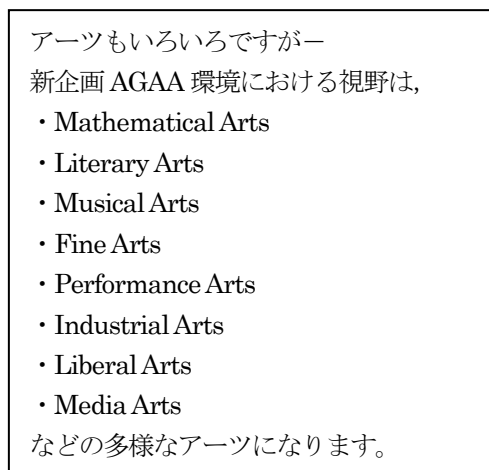 アーツもいろいろですが－
新企画 AGAA 環境における視野は,
・Mathematical Arts
・Literary Arts
・Musical Arts
・Fine Arts
・Performance Arts
・Industrial Arts
・Liberal Arts
・Media Arts
などの多様なアーツになります。